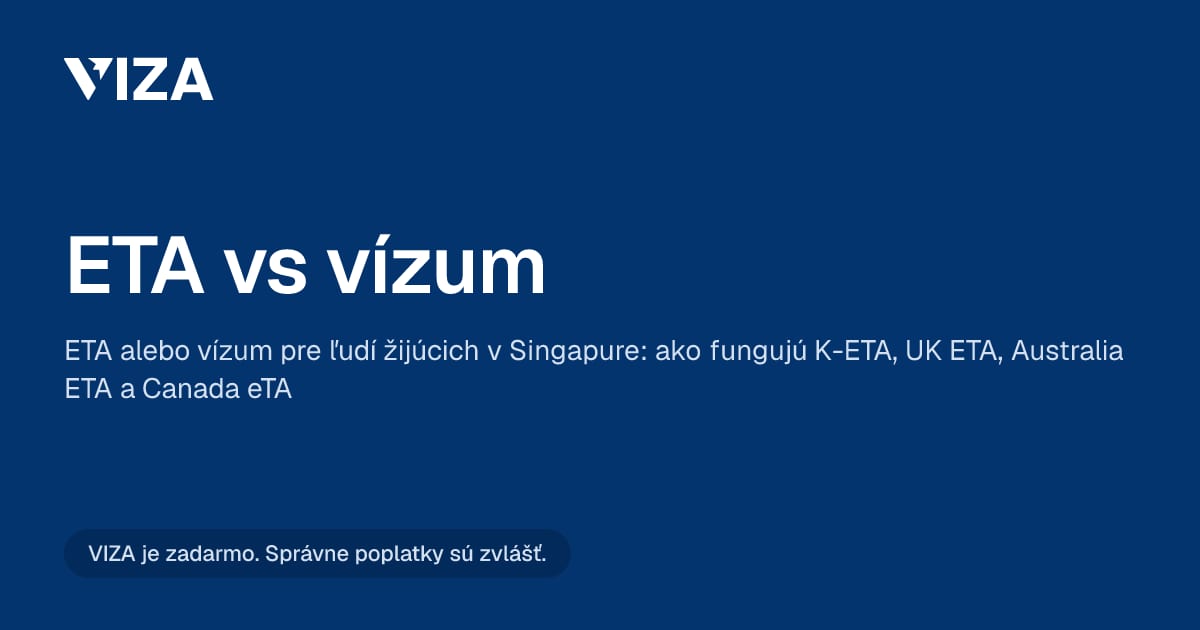 VIZA
ETA vs vízum
ETA alebo vízum pre ľudí žijúcich v Singapure: ako fungujú K-ETA, UK ETA, Australia
ETA a Canada eTA
VIZA je zadarmo. Správne poplatky sú zvlášť.